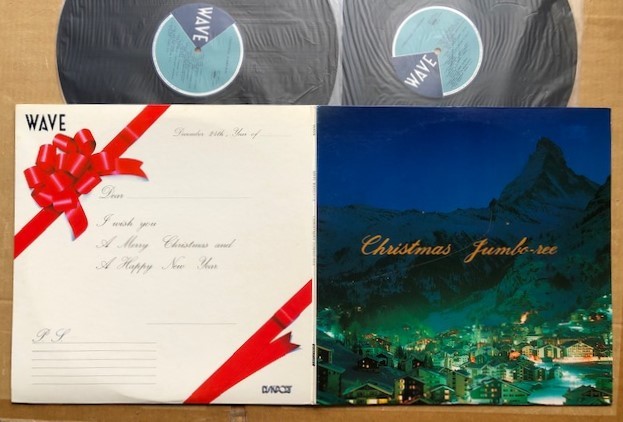 WAVE
WAVE
WAVE
December 24th, Year of
Dear
I wish you
A Merry Christmas and
A Happy New Year
P. S.
Christmas Jumbo-ree